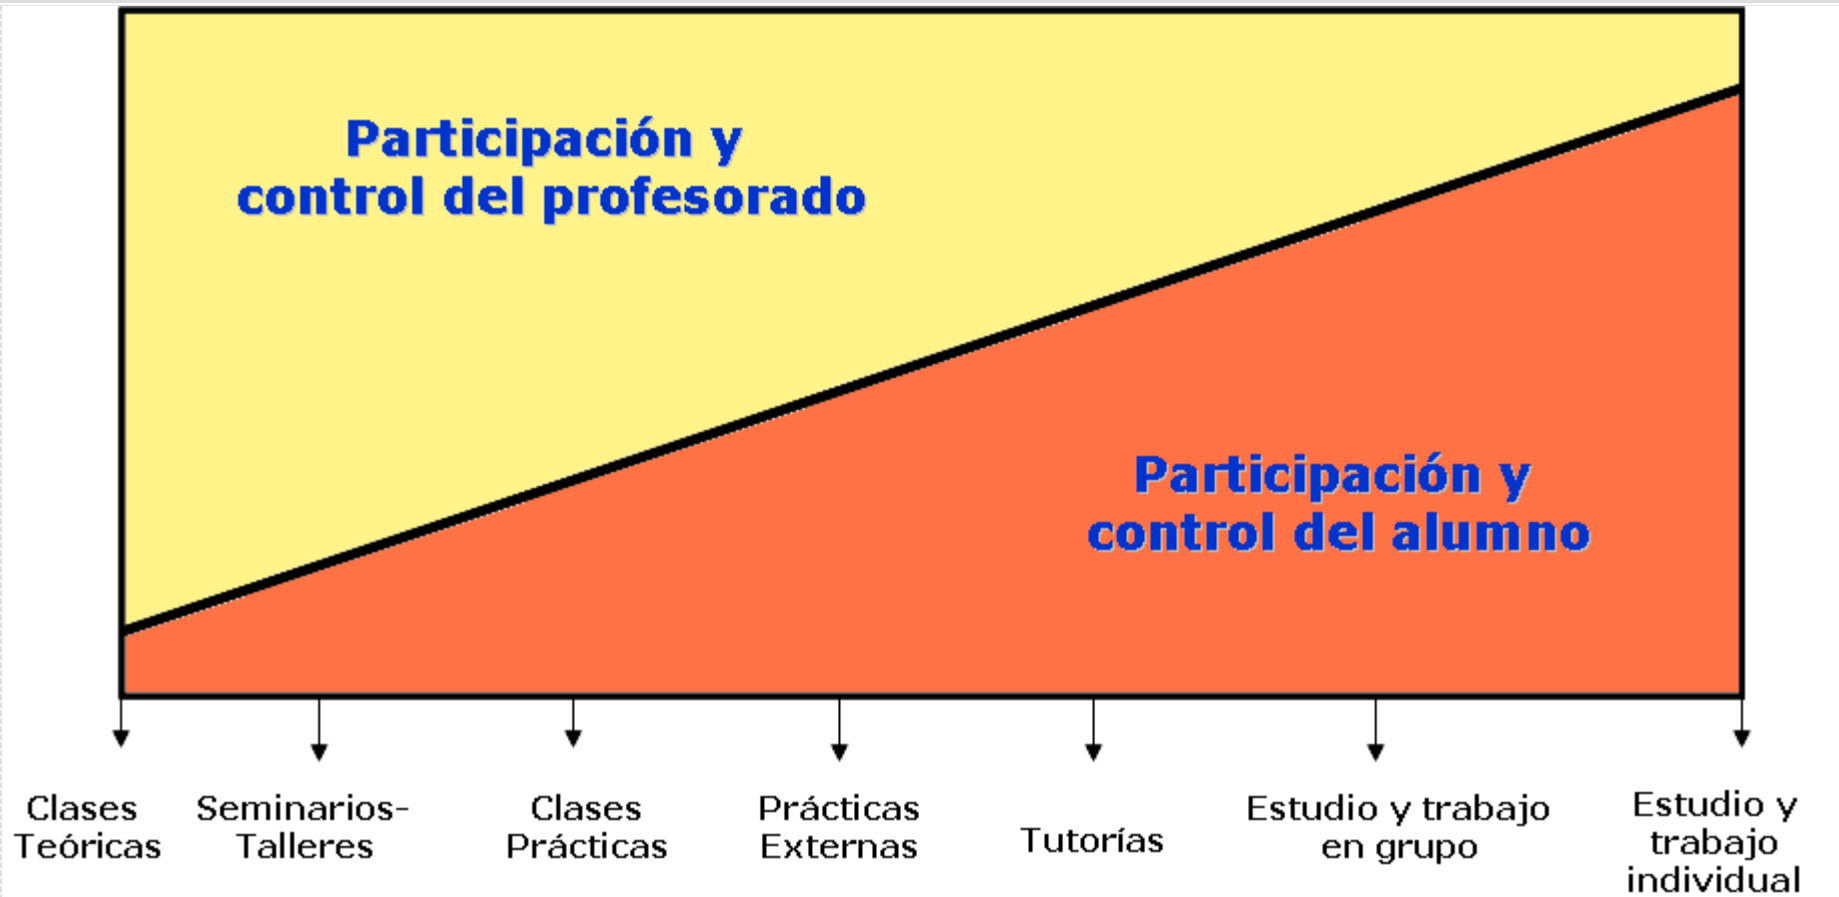 Participación y
control del profesorado
Participación y
control del alumno
Clases
Teóricas
Seminarios-
Talleres
Clases
Prácticas
Prácticas
Externas
Tutorías
Estudio y trabajo
en grupo
Estudio y
trabajo
individual